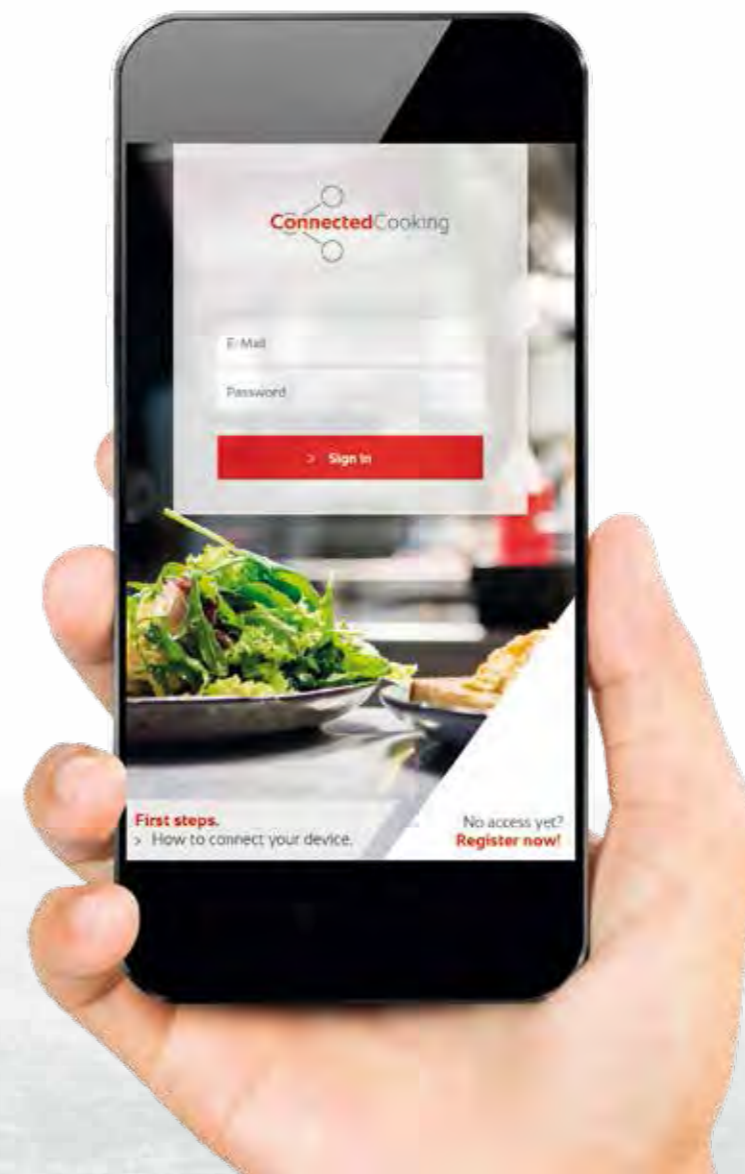 ConnectedCooking
E-Mail
Password
> Sign in
First steps.
> How to connect your device.
No access yet?
Register now!